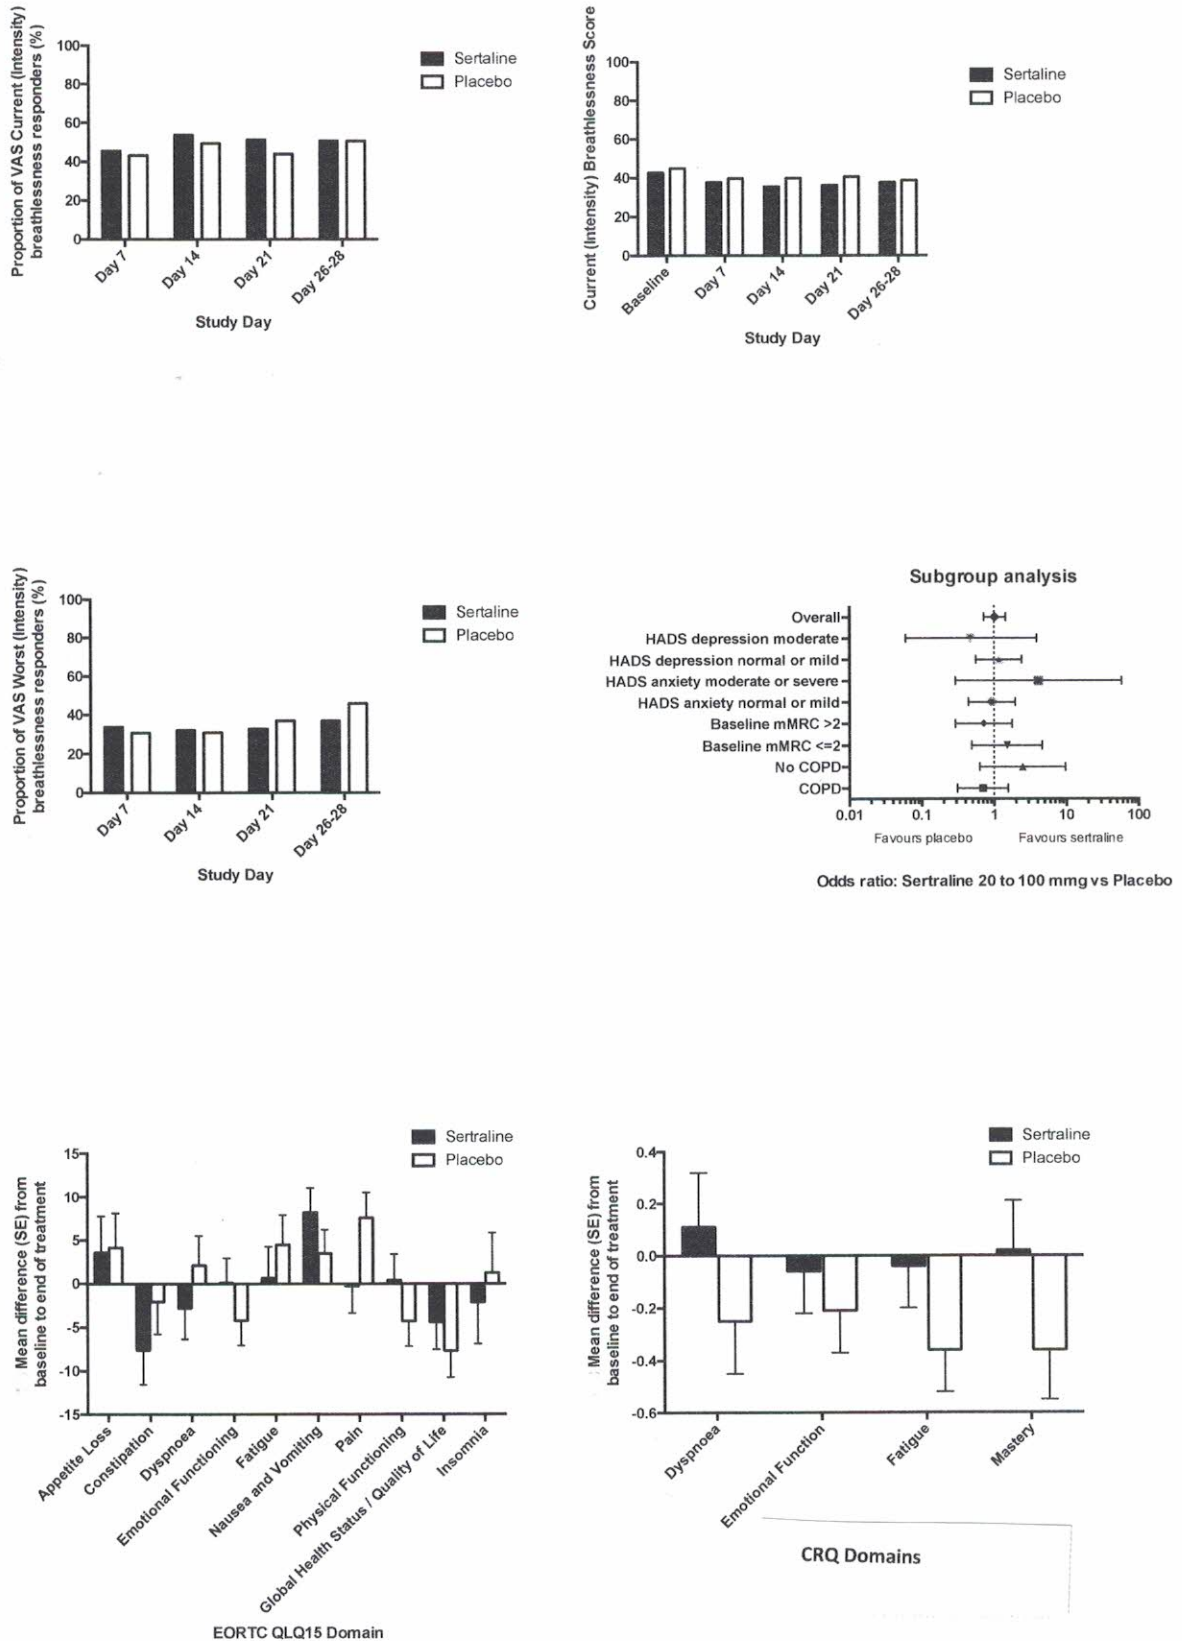 Proportion of VAS Current (Intensity)
breathlessness responders (%)
100
80
60
40
20
0
Day 7
Day 14
Day 21
Day 26-28
Study Day
Sertaline
Placebo
Current (Intensity) Breathlessness Score
100
80
60
40
20
0
Baseline
Day 7
Day 14
Day 21
Day 26-28
Study Day
Sertaline
Placebo
Proportion of VAS Worst (Intensity)
breathlessness responders (%)
100
80
60
40
20
0
Day 7
Day 14
Day 21
Day 26-28
Study Day
Sertaline
Placebo
Subgroup analysis
Overall
HADS depression moderate
HADS depression normal or mild
HADS anxiety moderate or severe
HADS anxiety normal or mild
Baseline mMRC >2
Baseline mMRC <=2
No COPD
COPD
0.01
0.1
1
10
100
Favours placebo
Favours sertraline
Odds ratio: Sertraline 20 to 100 mmg vs Placebo
Mean difference (SE) from
baseline to end of treatment
15
10
5
0
-5
-10
-15
Appetite Loss
Constipation
Dyspnoea
Emotional Functioning
Fatigue
Nausea and Vomiting
Pain
Physical Functioning
Global Health Status / Quality of Life
Insomnia
EORTC QLQ15 Domain
Sertraline
Placebo
Mean difference (SE) from
baseline to end of treatment
0.4
0.2
0.0
-0.2
-0.4
-0.6
Dyspnoea
Emotional Function
Fatigue
Mastery
CRQ Domains
Sertraline
Placebo